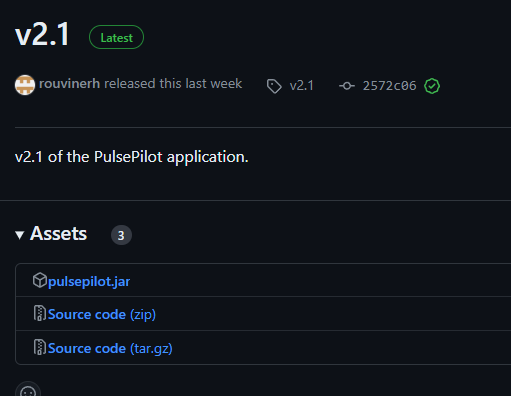 v2.1 Latest
rouvinerh released this last week v2.1 2572c06
v2.1 of the PulsePilot application.
Assets 3
pulsepilot.jar
Source code (zip)
Source code (tar.gz)